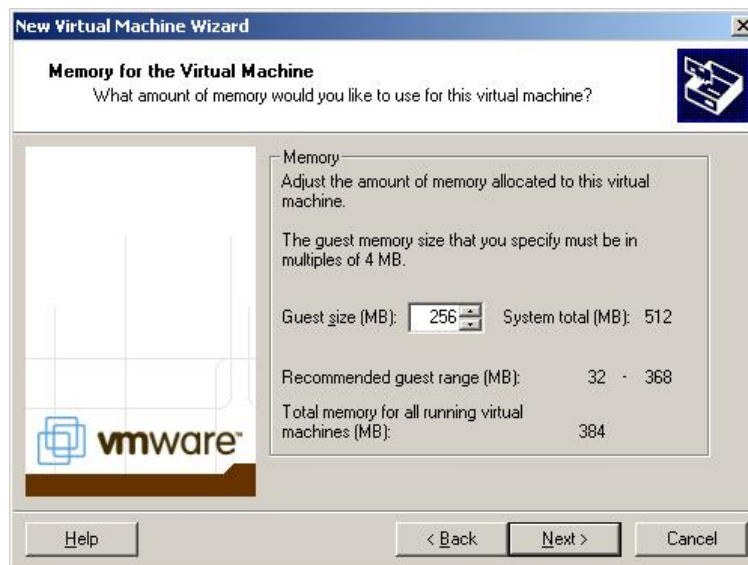 New Virtual Machine Wizard
Memory for the Virtual Machine
What amount of memory would you like to use for this virtual machine?
Memory
Adjust the amount of memory allocated to this virtual
machine.
The guest memory size that you specify must be in
multiples of 4 MB.
Guest size (MB): 256 System total (MB): 512
Recommended guest range (MB): 32 - 368
Total memory for all running virtual
machines (MB): 384
vmware™
Help < Back Next > Cancel